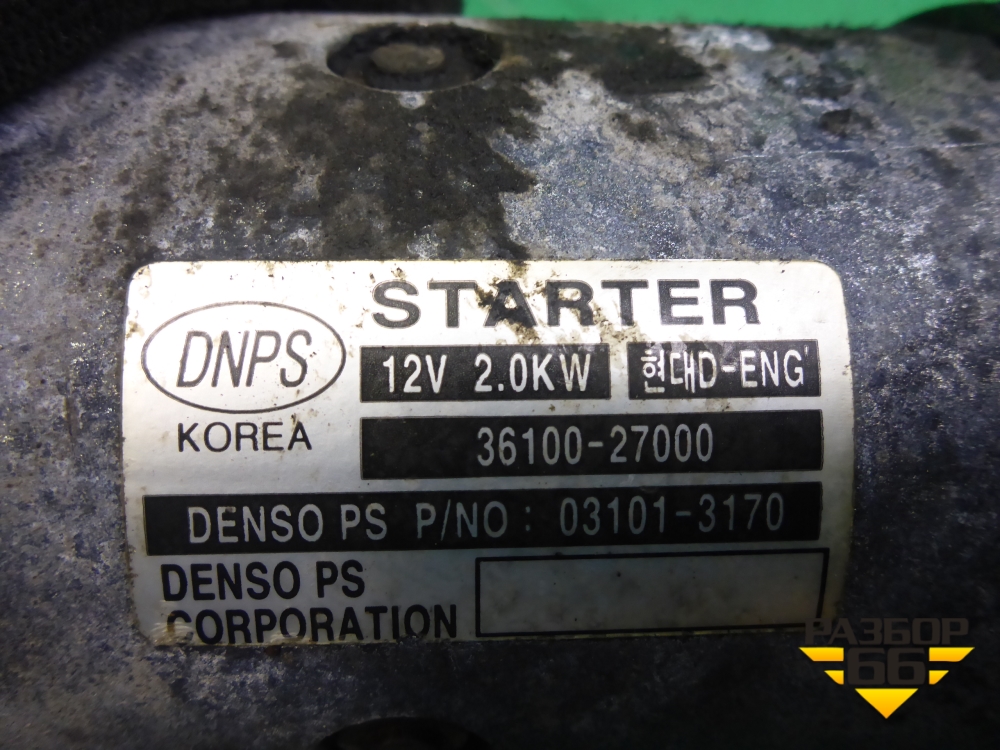 STARTER
DNPS
12V 2.0KW
현대D-ENG'
KOREA
36100-27000
DENSO PS P/NO: 03101-3170
DENSO PS
CORPORATION
РАЗБОР
66